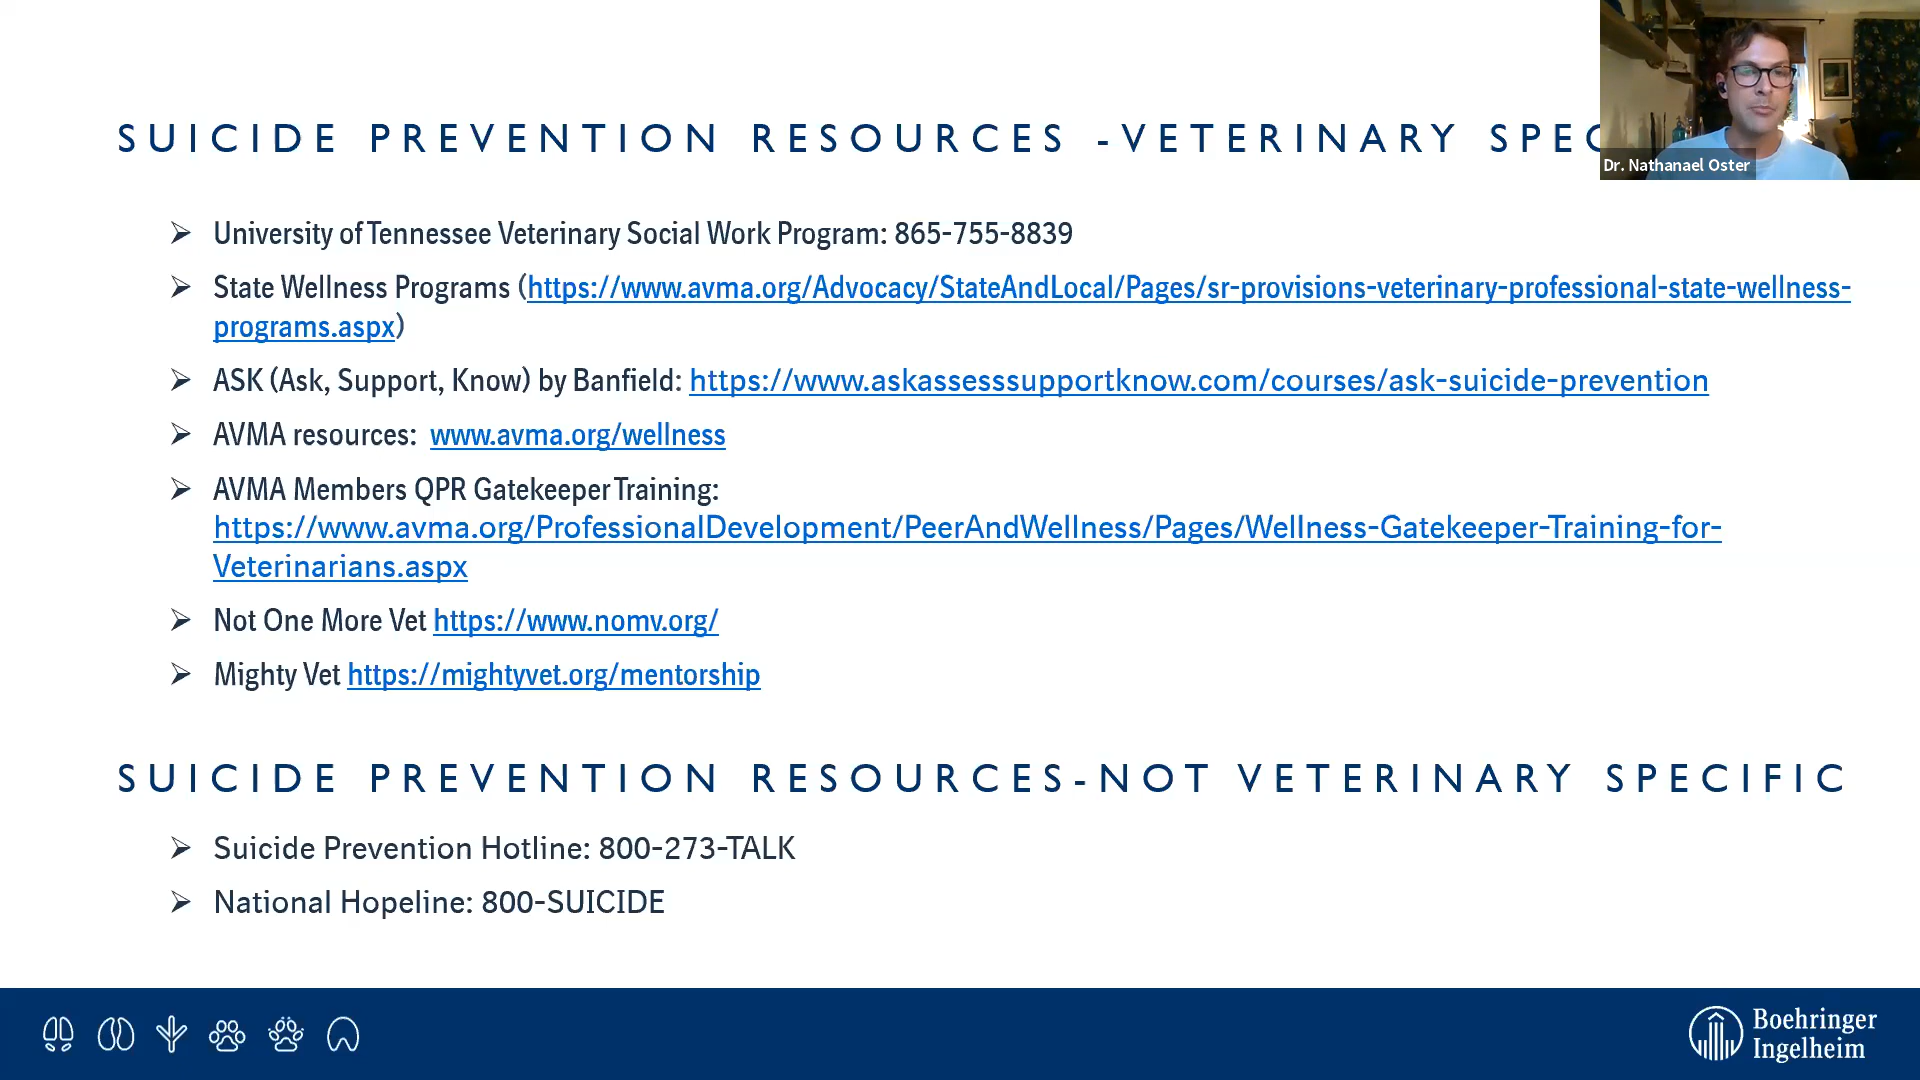 SUICIDE PREVENTION RESOURCES -VETERINARY SPEC
Dr. Nathanael Oster
➢ University of Tennessee Veterinary Social Work Program: 865-755-8839
➢ State Wellness Programs (https://www.avma.org/Advocacy/StateAndLocal/Pages/sr-provisions-veterinary-professional-state-wellness-
programs.aspx)
➢ ASK (Ask, Support, Know) by Banfield: https://www.askassesssupportknow.com/courses/ask-suicide-prevention
➢ AVMA resources: www.avma.org/wellness
➢ AVMA Members QPR Gatekeeper Training:
https://www.avma.org/ProfessionalDevelopment/PeerAndWellness/Pages/Wellness-Gatekeeper-Training-for-
Veterinarians.aspx
➢ Not One More Vet https://www.nomv.org/
➢ Mighty Vet https://mightyvet.org/mentorship
SUICIDE PREVENTION RESOURCES-NOT VETERINARY SPECIFIC
➢ Suicide Prevention Hotline: 800-273-TALK
➢ National Hopeline: 800-SUICIDE
Boehringer
Ingelheim